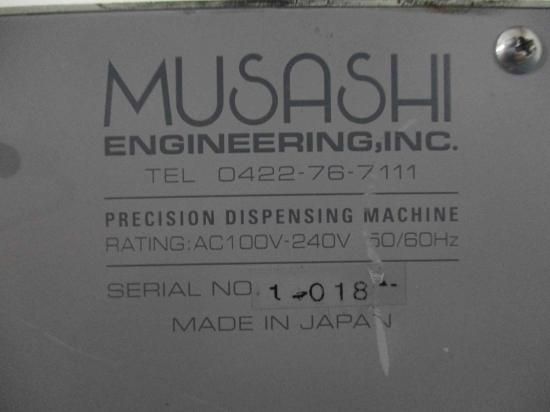 MUSASHI
ENGINEERING,INC.
TEL 0422-76-7111
PRECISION DISPENSING MACHINE
RATING:AC100V-240V 50/60Hz
SERIAL NO.
MADE IN JAPAN